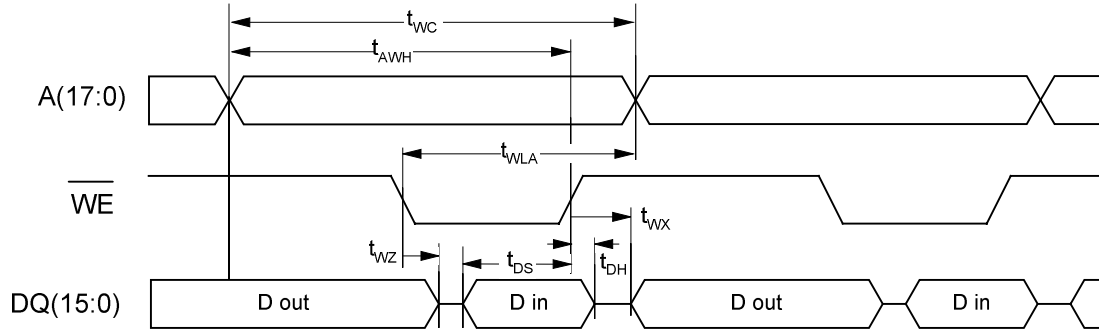 tWC
tAWH
A(17:0)
tWLA
WE
tWX
tWZ
tDS
tDH
DQ(15:0)
D out
D in
D out
D in